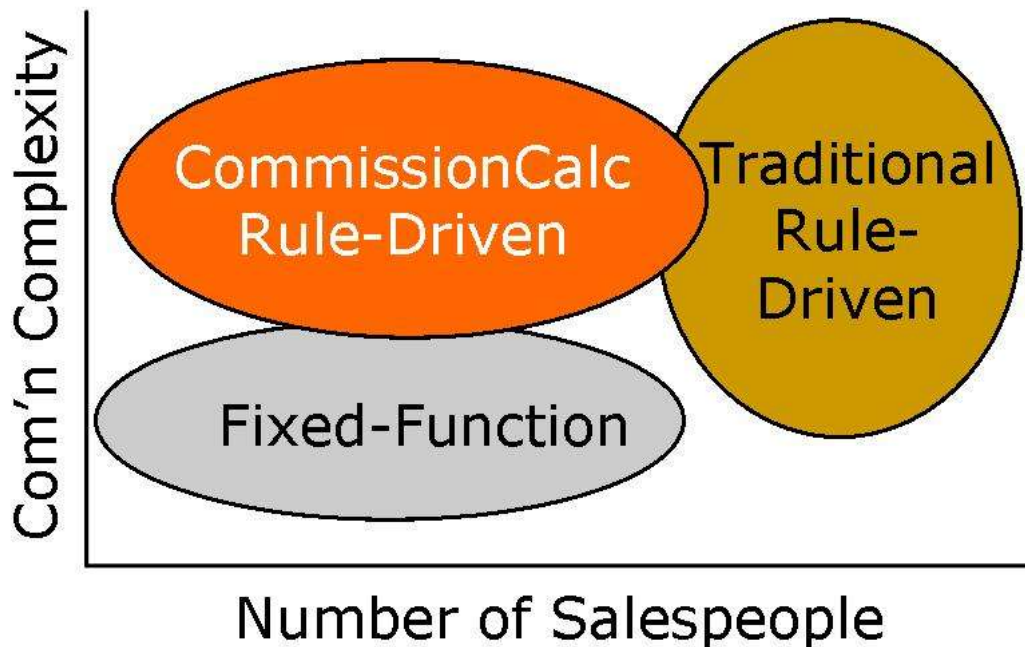 Com'n Complexity
CommissionCalc
Rule-Driven
Traditional
Rule-
Driven
Fixed-Function
Number of Salespeople